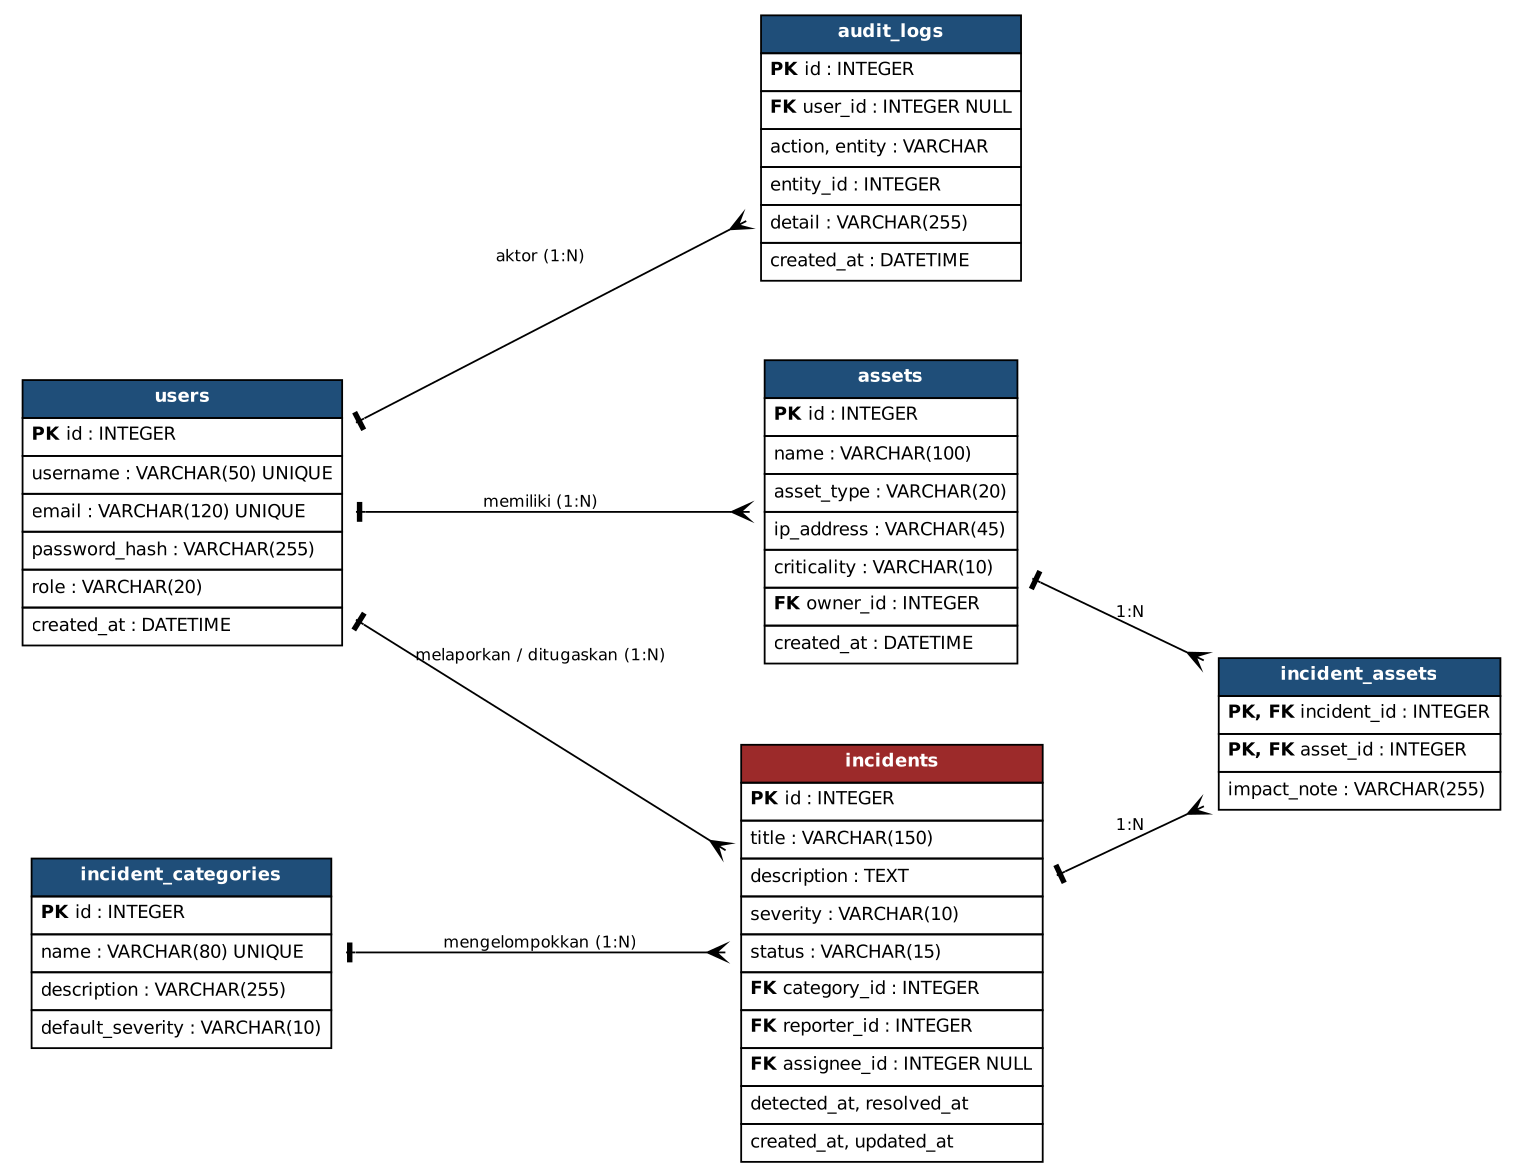 audit_logs
PK id : INTEGER
FK user_id : INTEGER NULL
action, entity : VARCHAR
entity_id : INTEGER
detail : VARCHAR(255)
created_at : DATETIME
aktor (1:N)
users
PK id : INTEGER
username : VARCHAR(50) UNIQUE
email : VARCHAR(120) UNIQUE
password_hash : VARCHAR(255)
role : VARCHAR(20)
created_at : DATETIME
memiliki (1:N)
assets
PK id : INTEGER
name : VARCHAR(100)
asset_type : VARCHAR(20)
ip_address : VARCHAR(45)
criticality : VARCHAR(10)
FK owner_id : INTEGER
created_at : DATETIME
melaporkan / ditugaskan (1:N)
1:N
incident_assets
PK, FK incident_id : INTEGER
PK, FK asset_id : INTEGER
impact_note : VARCHAR(255)
1:N
incidents
PK id : INTEGER
title : VARCHAR(150)
description : TEXT
severity : VARCHAR(10)
status : VARCHAR(15)
FK category_id : INTEGER
FK reporter_id : INTEGER
FK assignee_id : INTEGER NULL
detected_at, resolved_at
created_at, updated_at
incident_categories
PK id : INTEGER
name : VARCHAR(80) UNIQUE
description : VARCHAR(255)
default_severity : VARCHAR(10)
mengelompokkan (1:N)